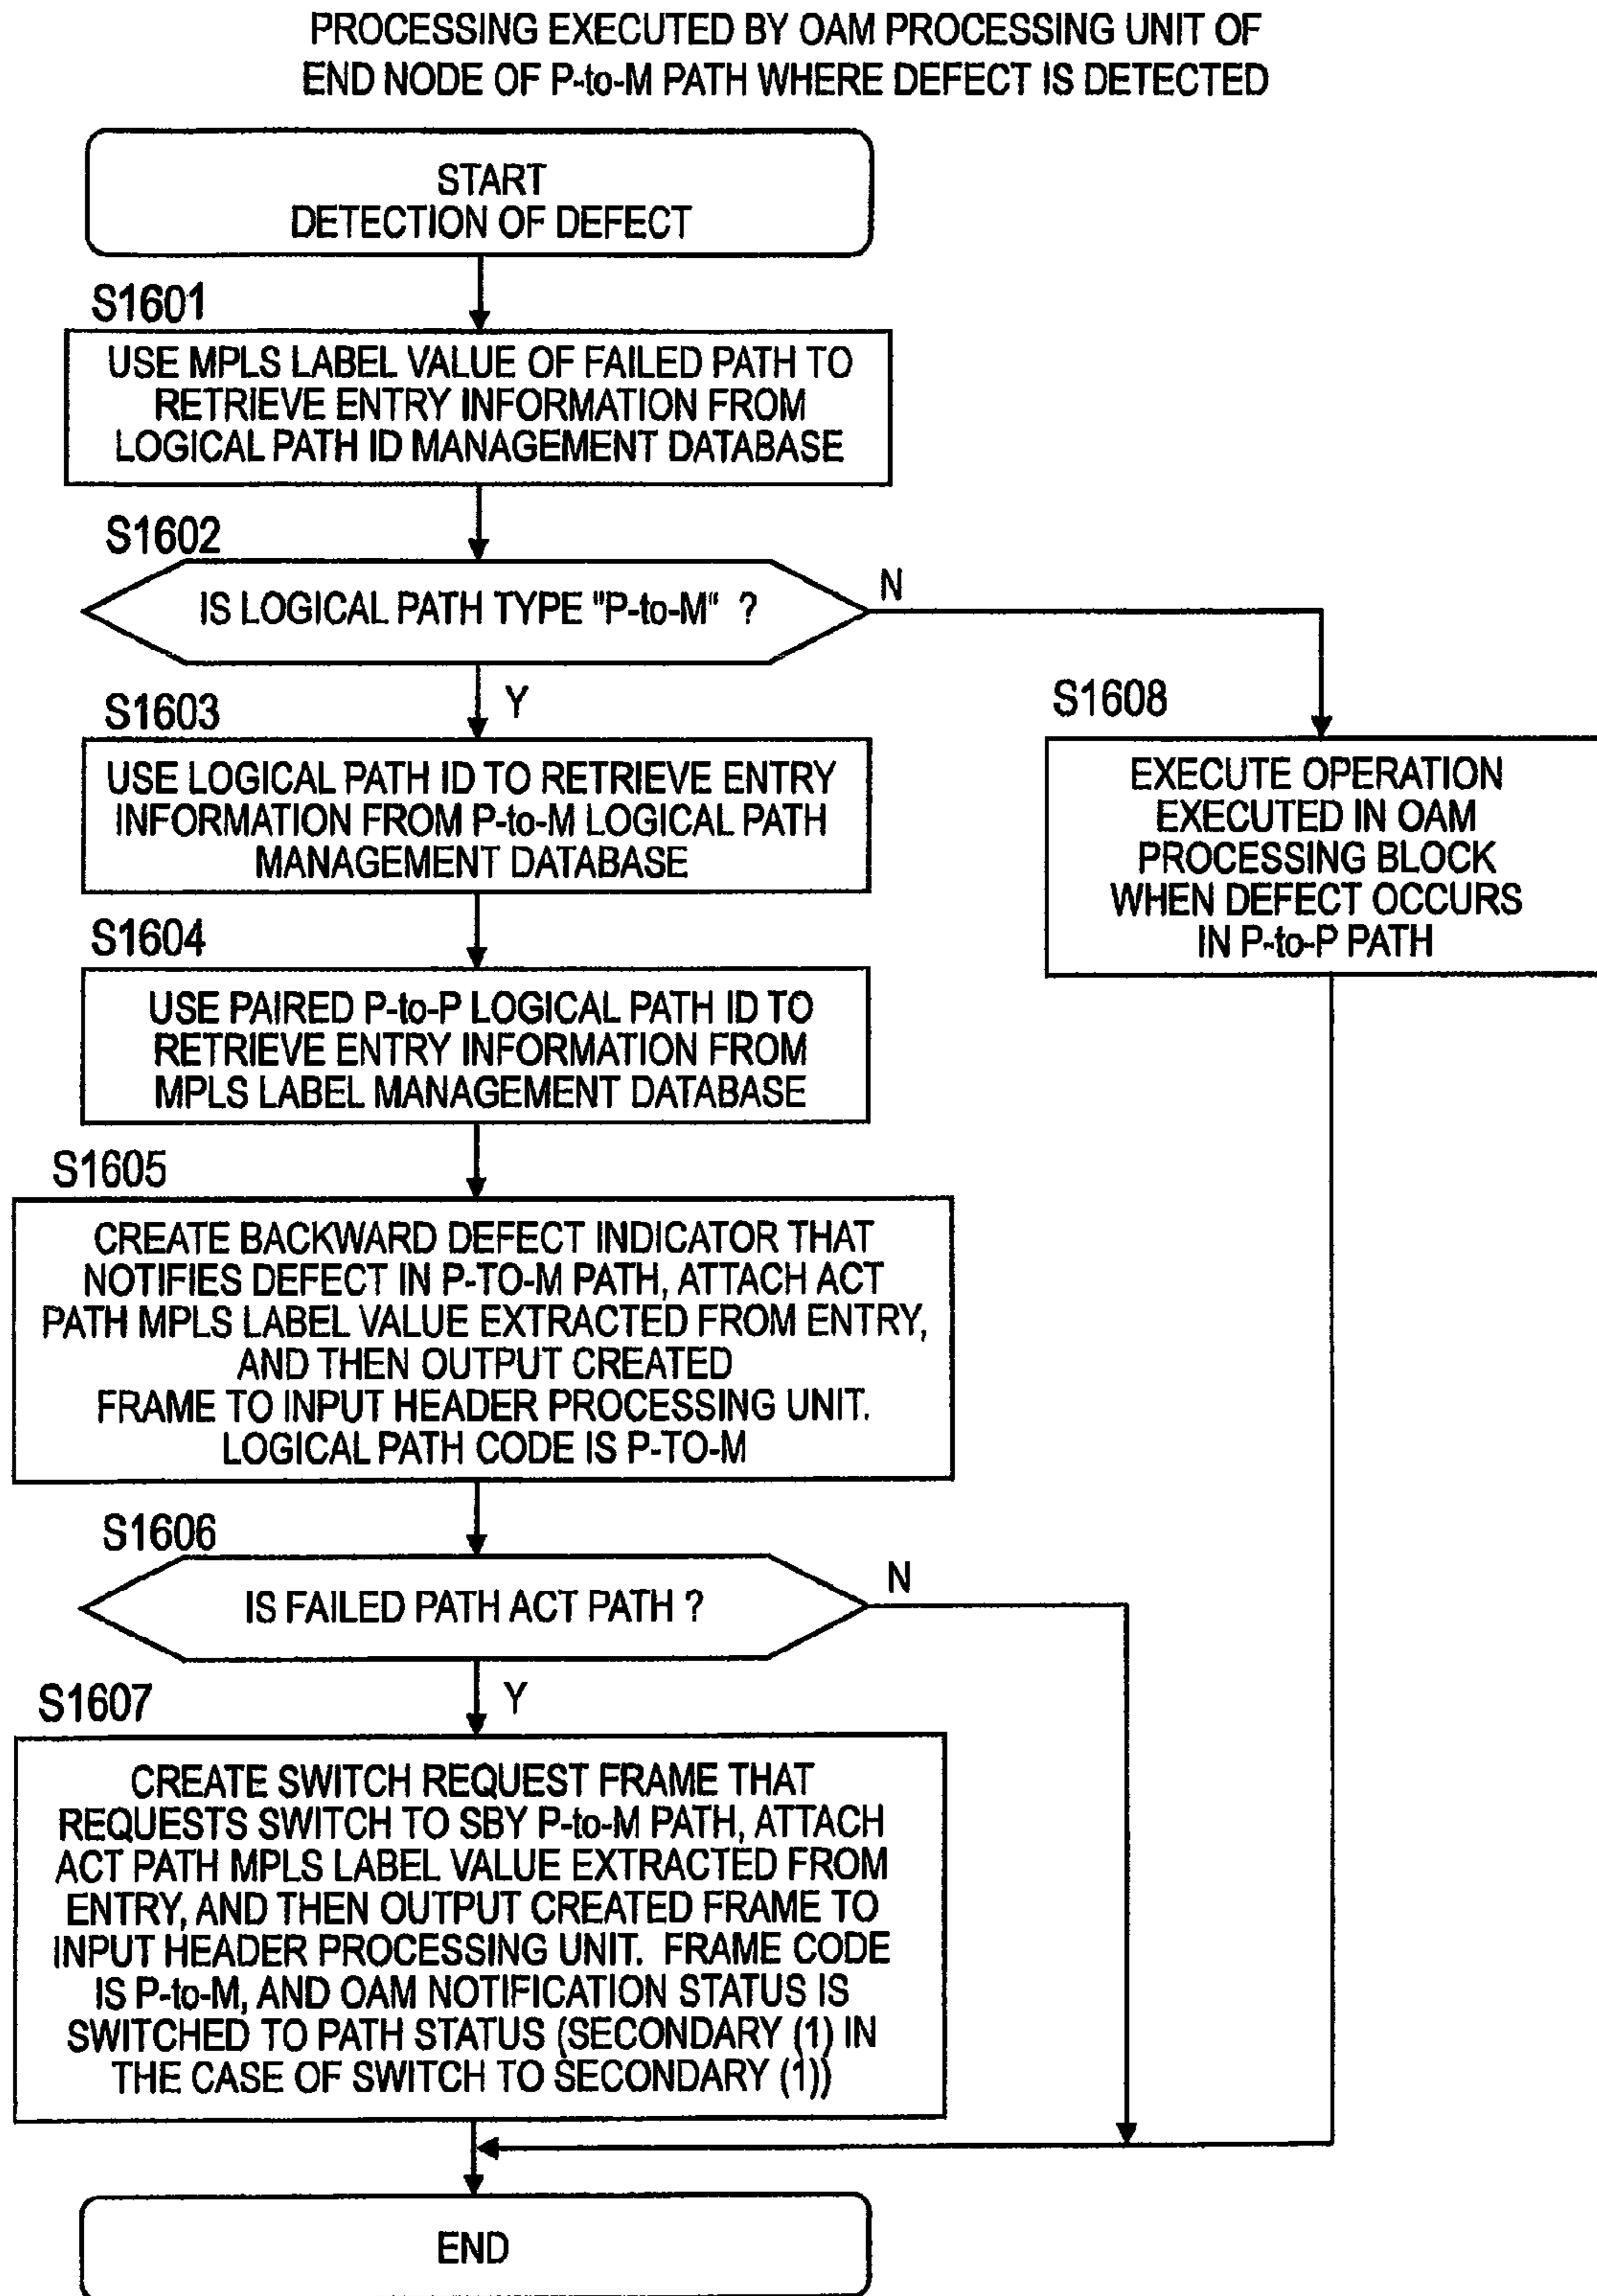 PROCESSING EXECUTED BY OAM PROCESSING UNIT OF
END NODE OF P-to-M PATH WHERE DEFECT IS DETECTED
START
DETECTION OF DEFECT
S1601
USE MPLS LABEL VALUE OF FAILED PATH TO
RETRIEVE ENTRY INFORMATION FROM
LOGICAL PATH ID MANAGEMENT DATABASE
S1602
IS LOGICAL PATH TYPE "P-to-M" ?
N
Y
S1603
USE LOGICAL PATH ID TO RETRIEVE ENTRY
INFORMATION FROM P-to-M LOGICAL PATH
MANAGEMENT DATABASE
S1608
EXECUTE OPERATION
EXECUTED IN OAM
PROCESSING BLOCK
WHEN DEFECT OCCURS
IN P-to-P PATH
S1604
USE PAIRED P-to-P LOGICAL PATH ID TO
RETRIEVE ENTRY INFORMATION FROM
MPLS LABEL MANAGEMENT DATABASE
S1605
CREATE BACKWARD DEFECT INDICATOR THAT
NOTIFIES DEFECT IN P-TO-M PATH, ATTACH ACT
PATH MPLS LABEL VALUE EXTRACTED FROM ENTRY,
AND THEN OUTPUT CREATED
FRAME TO INPUT HEADER PROCESSING UNIT.
LOGICAL PATH CODE IS P-TO-M
S1606
IS FAILED PATH ACT PATH ?
N
Y
S1607
CREATE SWITCH REQUEST FRAME THAT
REQUESTS SWITCH TO SBY P-to-M PATH, ATTACH
ACT PATH MPLS LABEL VALUE EXTRACTED FROM
ENTRY, AND THEN OUTPUT CREATED FRAME TO
INPUT HEADER PROCESSING UNIT. FRAME CODE
IS P-to-M, AND OAM NOTIFICATION STATUS IS
SWITCHED TO PATH STATUS (SECONDARY (1) IN
THE CASE OF SWITCH TO SECONDARY (1))
END